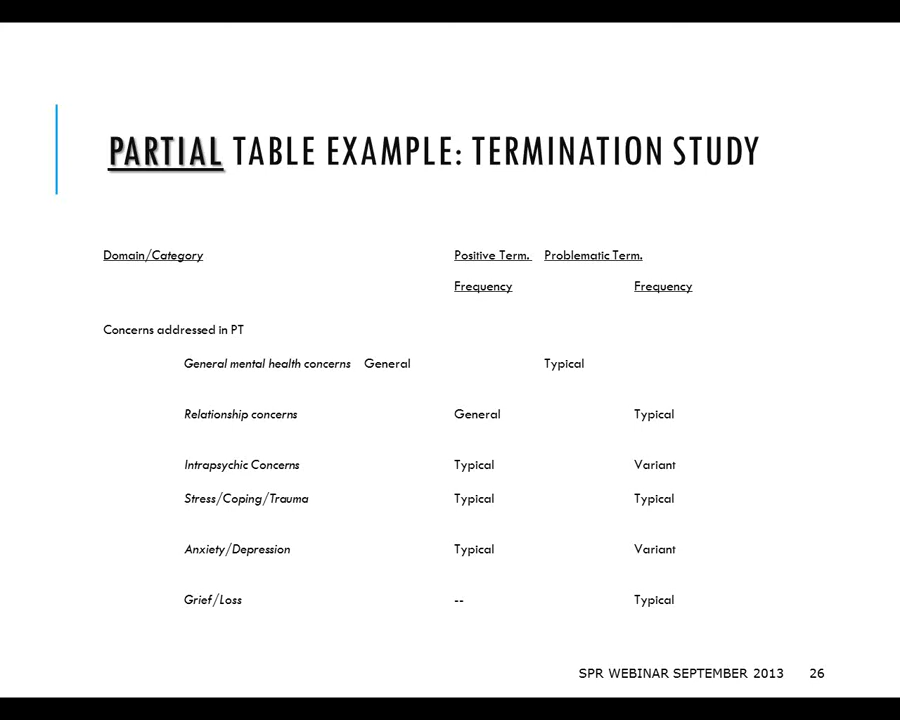 PARTIAL TABLE EXAMPLE: TERMINATION STUDY
Domain/Category Positive Term. Problematic Term.
Frequency Frequency
Concerns addressed in PT
General mental health concerns General Typical
Relationship concerns General Typical
Intrapsychic Concerns Typical Variant
Stress/Coping/Trauma Typical Typical
Anxiety/Depression Typical Variant
Grief/Loss -- Typical
SPR WEBINAR SEPTEMBER 2013 26